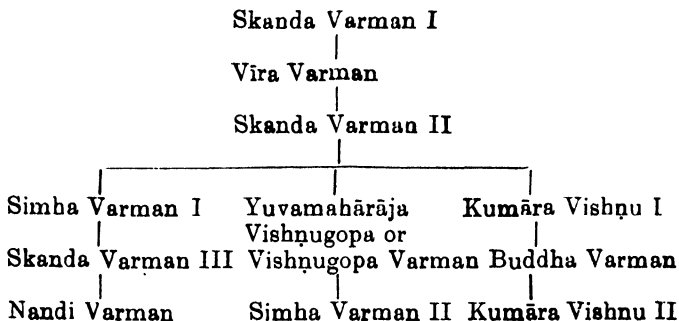 Skanda Varman I
Vīra Varman
Skanda Varman II
Simha Varman I Yuvamahārāja Kumāra Vishṇu I
Vishṇugopa or
Skanda Varman III Vishṇugopa Varman Buddha Varman
Nandi Varman Simha Varman II Kumāra Vishnu II